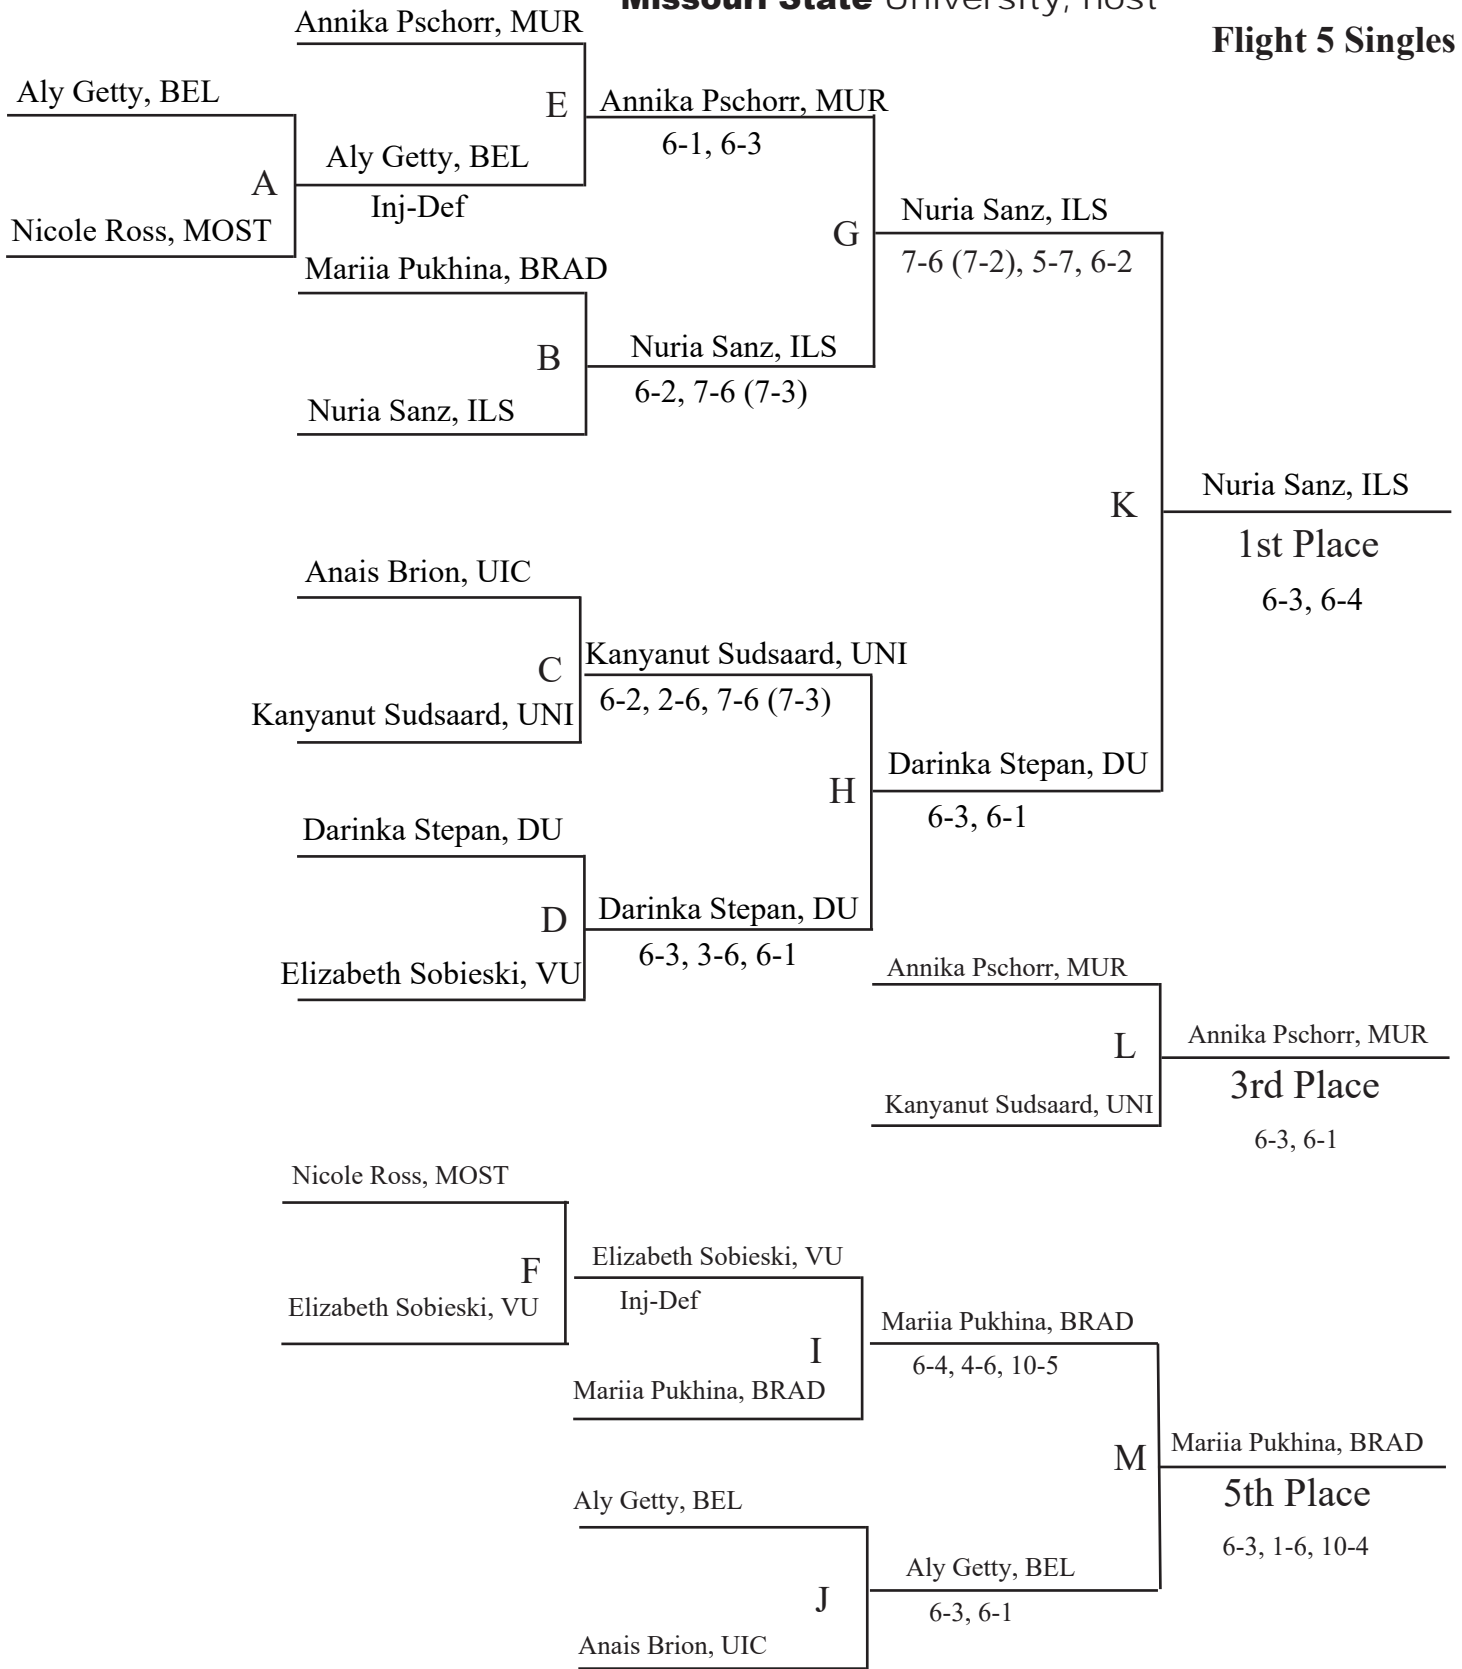 Missouri State University, host
Flight 5 Singles
Annika Pschorr, MUR
Aly Getty, BEL
E
Annika Pschorr, MUR
6-1, 6-3
Aly Getty, BEL
A
Inj-Def
Nicole Ross, MOST
Nuria Sanz, ILS
G
7-6 (7-2), 5-7, 6-2
Mariia Pukhina, BRAD
B
Nuria Sanz, ILS
6-2, 7-6 (7-3)
Nuria Sanz, ILS
K
Nuria Sanz, ILS
1st Place
6-3, 6-4
Anais Brion, UIC
C
Kanyanut Sudsaard, UNI
6-2, 2-6, 7-6 (7-3)
Kanyanut Sudsaard, UNI
H
Darinka Stepan, DU
6-3, 6-1
Darinka Stepan, DU
D
Darinka Stepan, DU
6-3, 3-6, 6-1
Elizabeth Sobieski, VU
Annika Pschorr, MUR
L
Annika Pschorr, MUR
3rd Place
6-3, 6-1
Kanyanut Sudsaard, UNI
Nicole Ross, MOST
F
Elizabeth Sobieski, VU
Inj-Def
Elizabeth Sobieski, VU
I
Mariia Pukhina, BRAD
6-4, 4-6, 10-5
Mariia Pukhina, BRAD
M
Mariia Pukhina, BRAD
5th Place
6-3, 1-6, 10-4
Aly Getty, BEL
J
Aly Getty, BEL
6-3, 6-1
Anais Brion, UIC